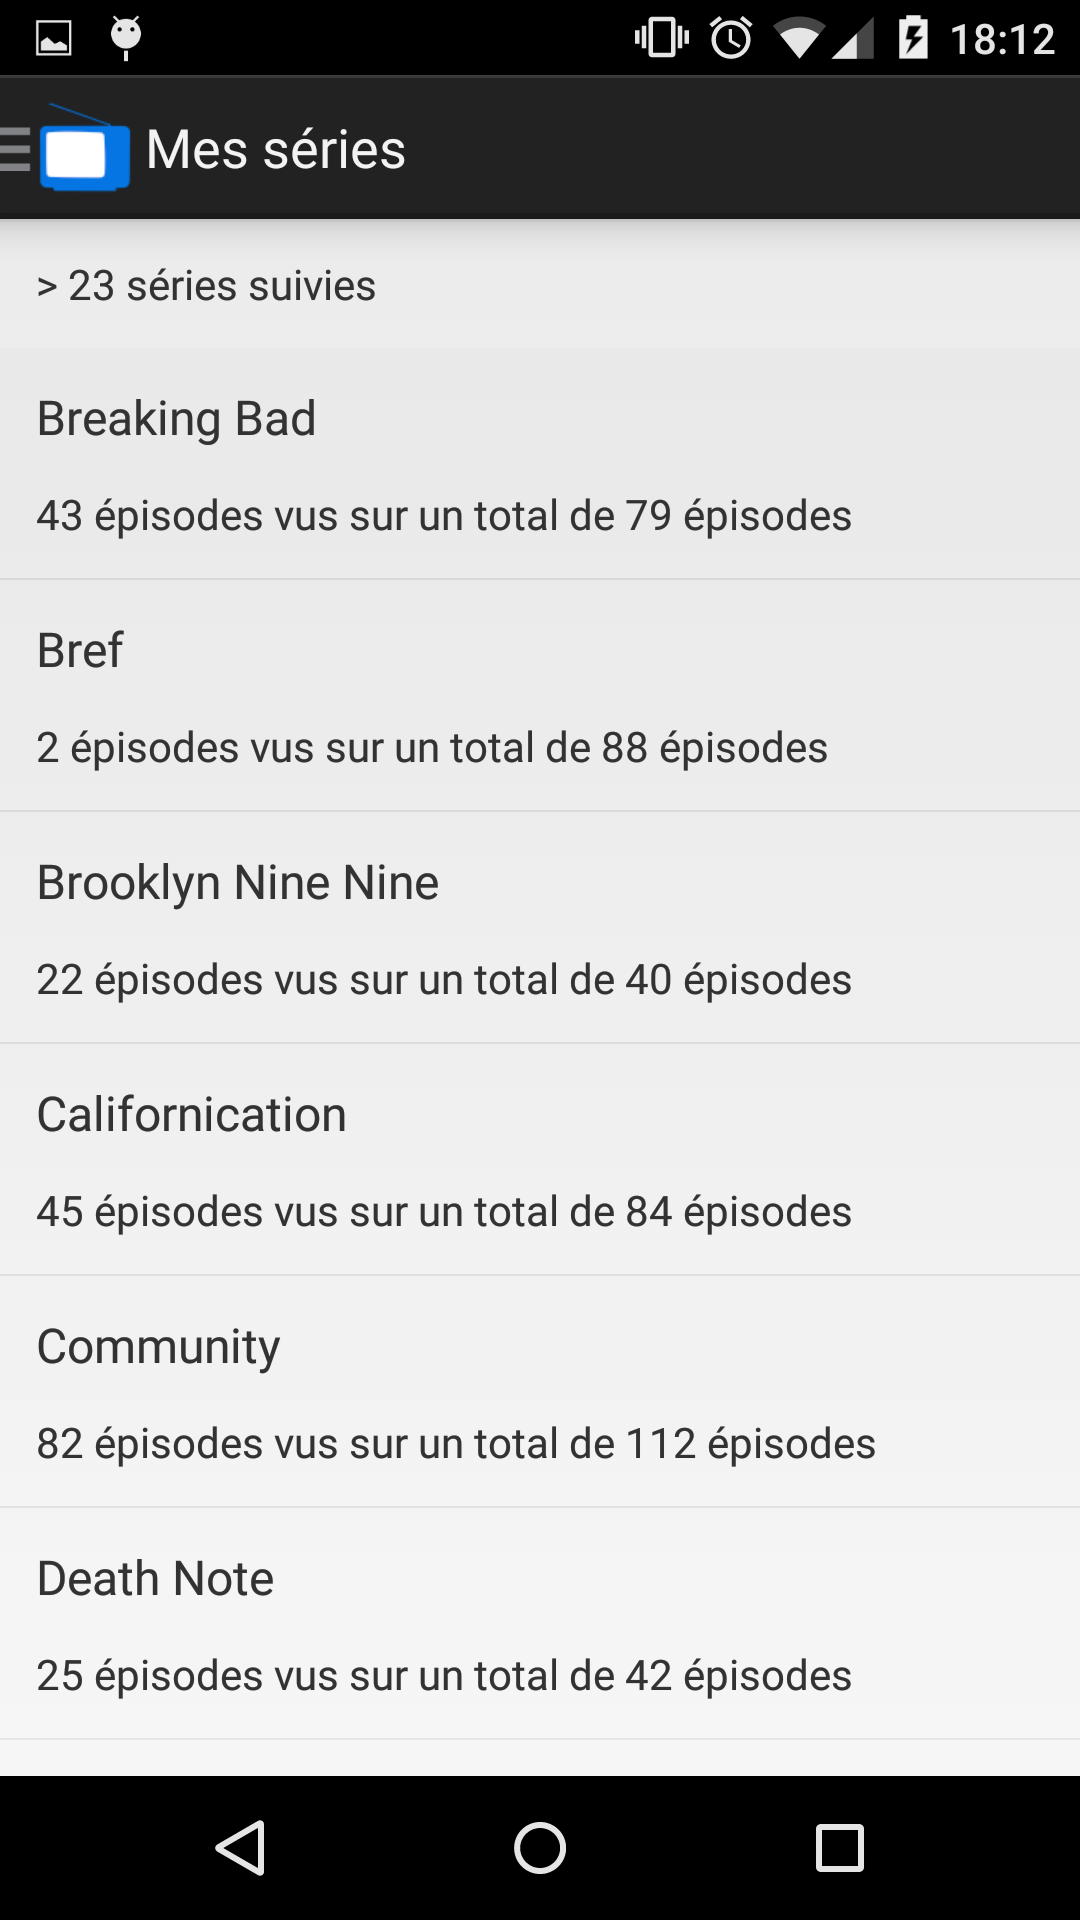 18:12
Mes séries
> 23 séries suivies
Breaking Bad
43 épisodes vus sur un total de 79 épisodes
Bref
2 épisodes vus sur un total de 88 épisodes
Brooklyn Nine Nine
22 épisodes vus sur un total de 40 épisodes
Californication
45 épisodes vus sur un total de 84 épisodes
Community
82 épisodes vus sur un total de 112 épisodes
Death Note
25 épisodes vus sur un total de 42 épisodes